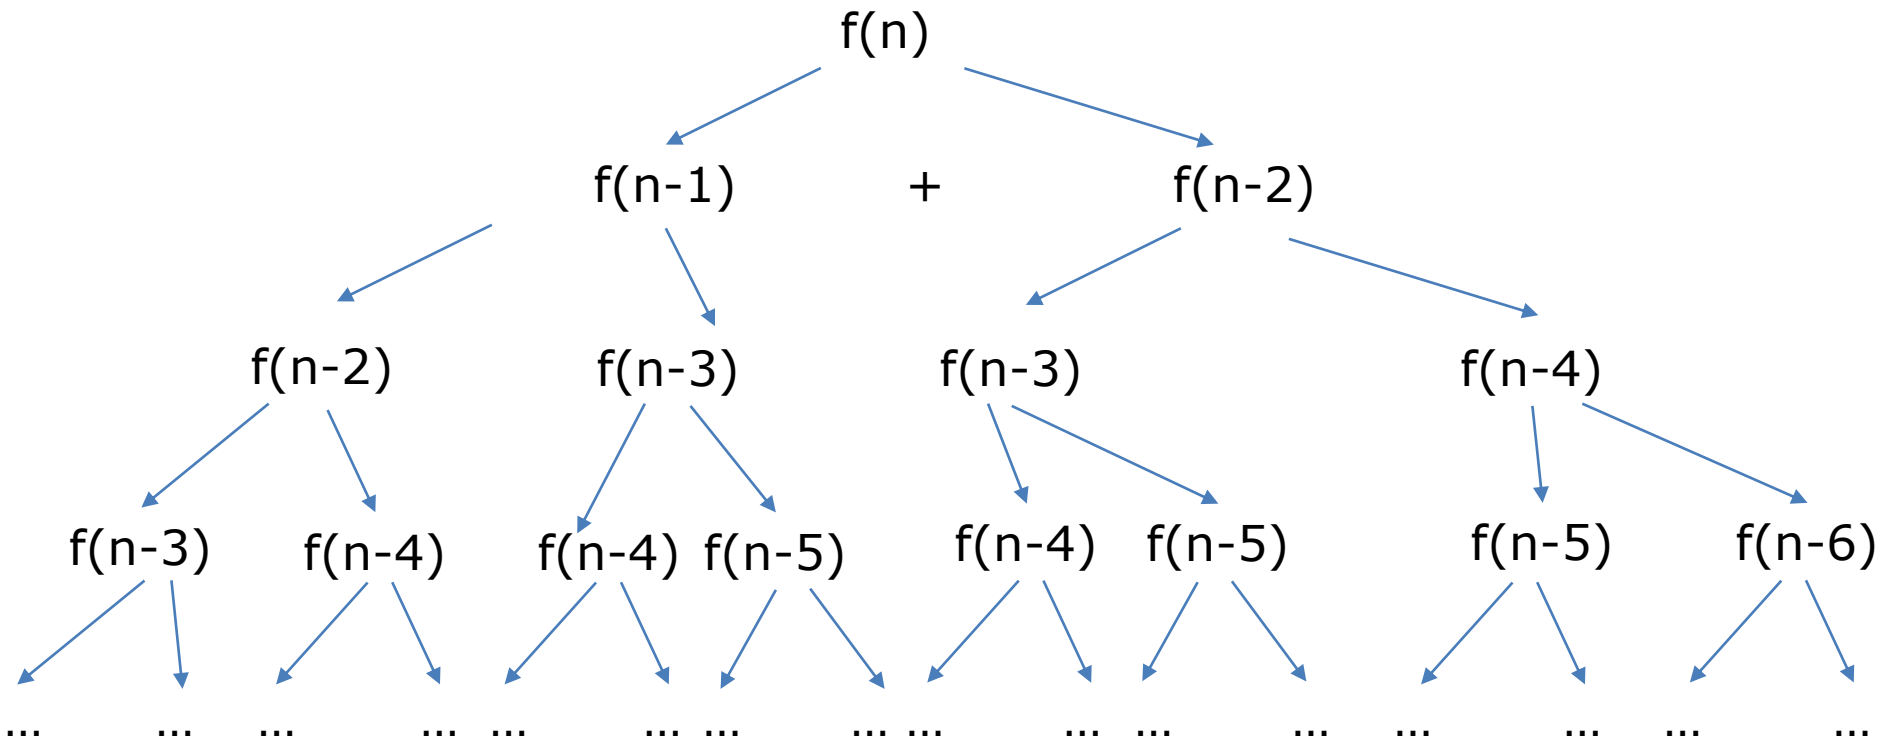 f(n)
f(n-1) + f(n-2)
f(n-2) f(n-3) f(n-3) f(n-4)
f(n-3) f(n-4) f(n-4) f(n-5) f(n-4) f(n-5) f(n-5) f(n-6)
... ... ... ... ... ... ... ... ... ... ... ... ... ... ... ...